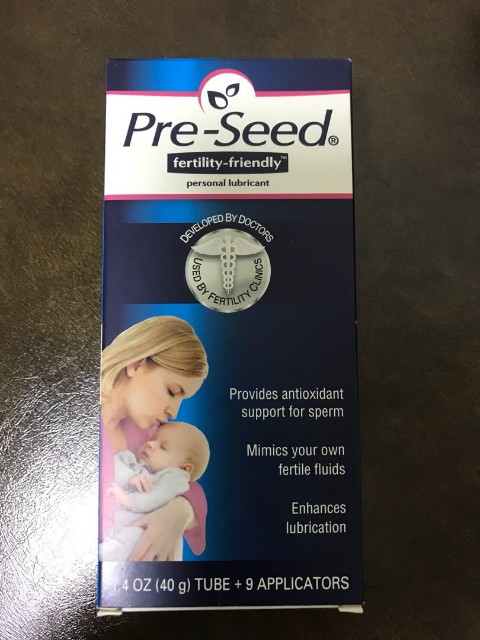 Pre-Seed®
fertility-friendly™
personal lubricant
DEVELOPED BY DOCTORS
USED BY FERTILITY CLINICS
Provides antioxidant
support for sperm
Mimics your own
fertile fluids
Enhances
lubrication
1.4 OZ (40 g) TUBE + 9 APPLICATORS